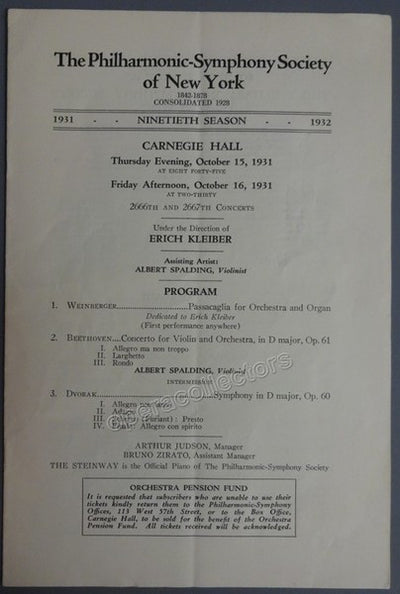 The Philharmonic-Symphony Society
of New York
1842-1878
CONSOLIDATED 1928
1931 - - NINETIETH SEASON - - 1932
CARNEGIE HALL
Thursday Evening, October 15, 1931
AT EIGHT FORTY-FIVE
Friday Afternoon, October 16, 1931
AT TWO-THIRTY
2666TH AND 2667TH CONCERTS
Under the Direction of
ERICH KLEIBER
Assisting Artist:
ALBERT SPALDING, Violinist
PROGRAM
1. WEINBERGER....................Passacaglia for Orchestra and Organ
Dedicated to Erich Kleiber
(First performance anywhere)
2. BEETHOVEN....Concerto for Violin and Orchestra, in D major, Op. 61
I. Allegro ma non troppo
II. Larghetto
III. Rondo
ALBERT SPALDING, Violinist
INTERMISSION
3. DVORAK....................Symphony in D major, Op. 60
I. Allegro non tanto
II. Adagio
III. Scherzo (Furiant): Presto
IV. Finale: Allegro con spirito
ARTHUR JUDSON, Manager
BRUNO ZIRATO, Assistant Manager
THE STEINWAY is the Official Piano of The Philharmonic-Symphony Society
ORCHESTRA PENSION FUND
It is requested that subscribers who are unable to use their
tickets kindly return them to the Philharmonic-Symphony
Offices, 113 West 57th Street, or to the Box Office,
Carnegie Hall, to be sold for the benefit of the Orchestra
Pension Fund. All tickets received will be acknowledged.